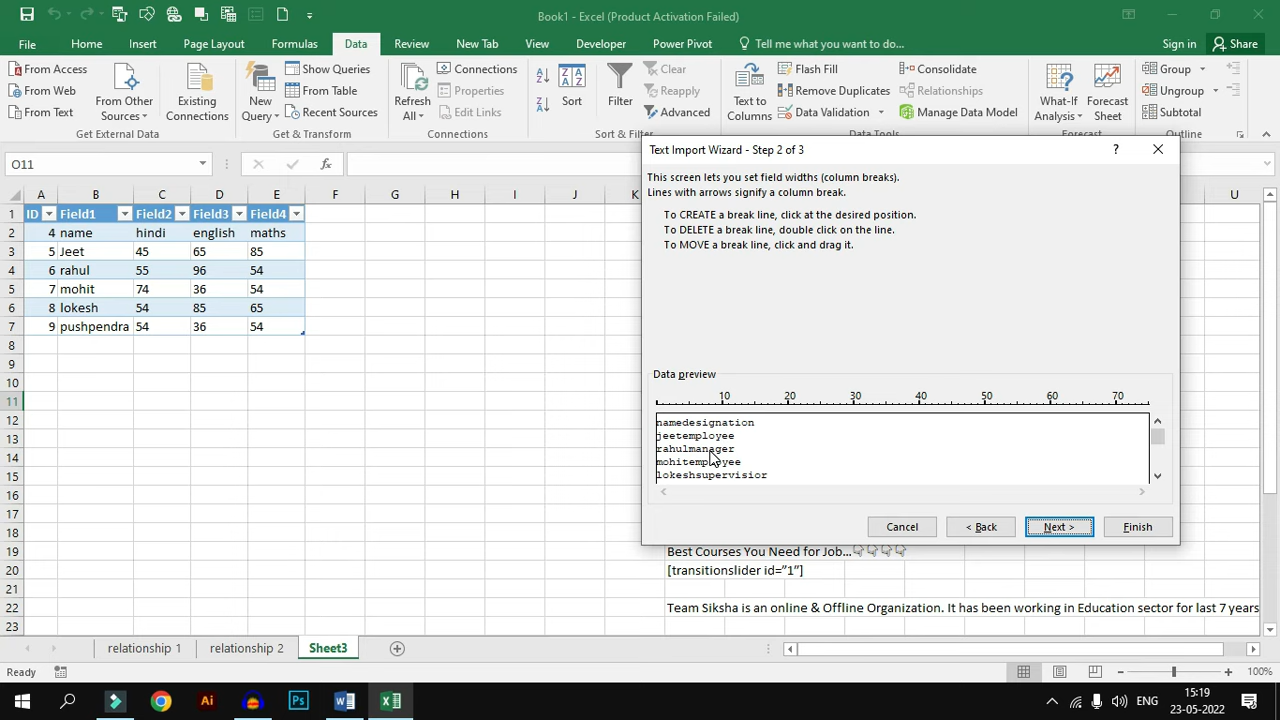 Book1 - Excel (Product Activation Failed)
File Home Insert Page Layout Formulas Data Review New Tab View Developer Power Pivot Tell me what you want to do... Sign in Share
From Access
From Web
From Text
From Other
Sources
Existing
Connections
Get External Data
New
Query
Show Queries
From Table
Recent Sources
Get & Transform
Refresh
All
Connections
Properties
Edit Links
Connections
Sort
Filter
Clear
Reapply
Advanced
Sort & Filter
Text to
Columns
Flash Fill
Remove Duplicates
Data Validation
Consolidate
Relationships
Manage Data Model
Data Tools
What-If
Analysis
Forecast
Sheet
Forecast
Group
Ungroup
Subtotal
Outline
O11
fx
A B C D E F G H I J K U
1 ID Field1 Field2 Field3 Field4
2 4 name hindi english maths
3 5 Jeet 45 65 85
4 6 rahul 55 96 54
5 7 mohit 74 36 54
6 8 lokesh 54 85 65
7 9 pushpendra 54 36 54
8
9
10
11
12
13
14
15
16
17
18
19
20
21
22
23
Text Import Wizard - Step 2 of 3
?
This screen lets you set field widths (column breaks).
Lines with arrows signify a column break.
To CREATE a break line, click at the desired position.
To DELETE a break line, double click on the line.
To MOVE a break line, click and drag it.
Data preview
10 20 30 40 50 60 70
namedesignation
jeetemployee
rahulmanager
mohitemployee
lokeshsupervisior
Cancel < Back Next > Finish
Best Courses You Need for Job...👇👇👇👇
[transitionslider id="1"]
Team Siksha is an online & Offline Organization. It has been working in Education sector for last 7 years
relationship 1 relationship 2 Sheet3
Ready
100%
Ai
Ps
ENG
15:19
23-05-2022